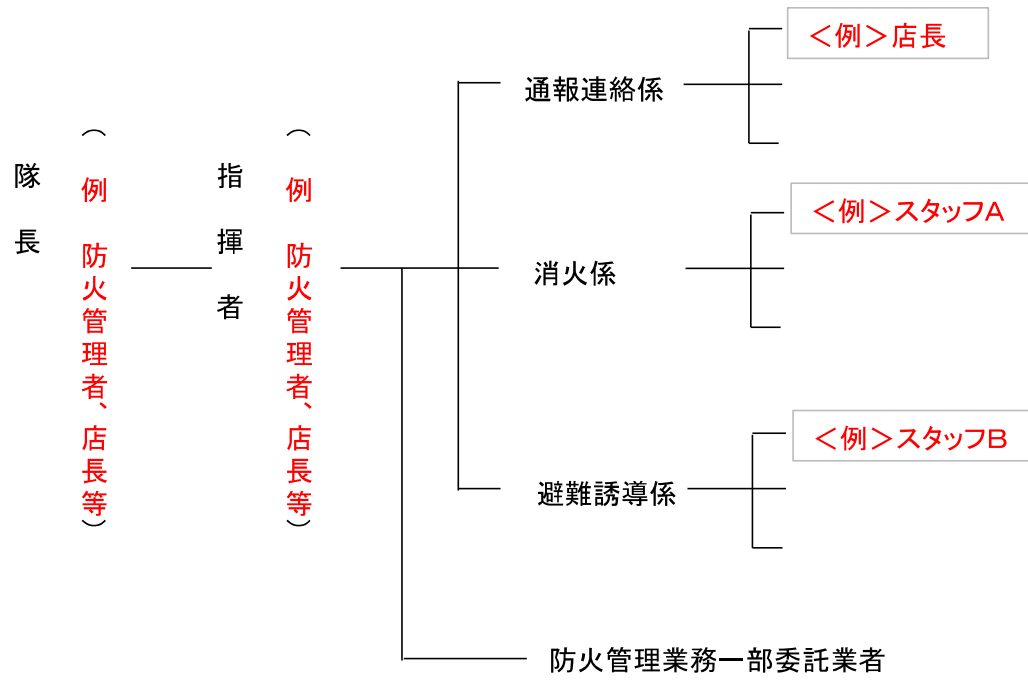 隊長
（例 防火管理者、店長等）
指揮者
（例 防火管理者、店長等）
通報連絡係
＜例＞店長
消火係
＜例＞スタッフA
避難誘導係
＜例＞スタッフB
防火管理業務一部委託業者